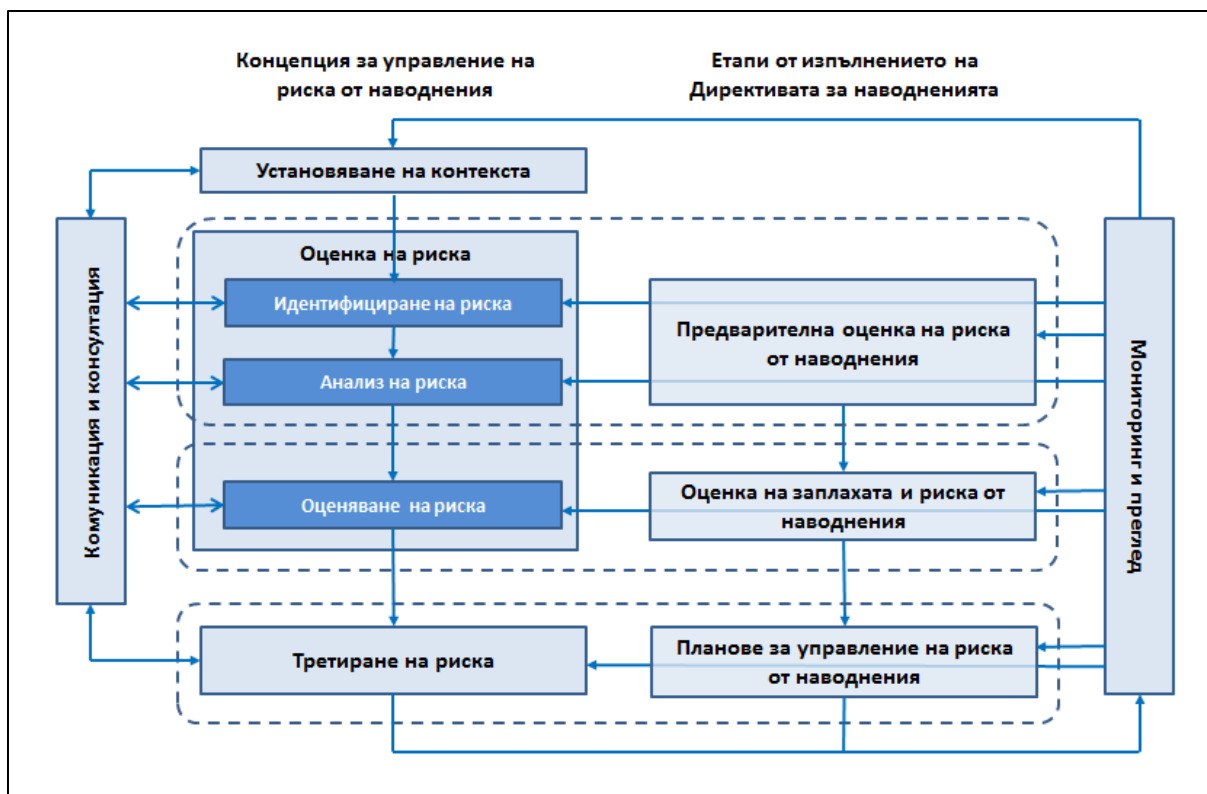 Концепция за управление на
риска от наводнения
Етапи от изпълнението на
Директивата за наводненията
Установяване на контекста
Оценка на риска
Идентифициране на риска
Предварителна оценка на риска
от наводнения
Анализ на риска
Комуникация и консултация
Мониторинг и преглед
Оценка на заплахата и риска от
наводнения
Оценяване на риска
Третиране на риска
Планове за управление на риска
от наводнения